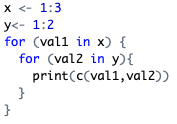 x <- 1:3
y<- 1:2
for (val1 in x) {
  for (val2 in y){
    print(c(val1,val2))
  }
}